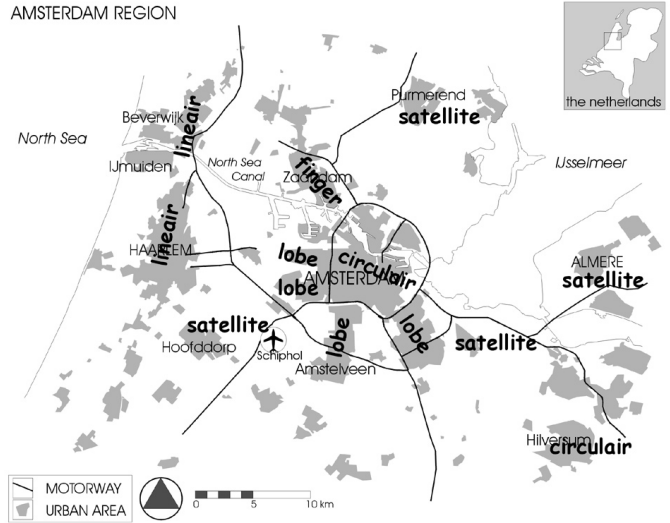 AMSTERDAM REGION
the netherlands
Purmerend
satellite
Beverwijk
lineair
North Sea
IJmuiden
North Sea
Canal
Zaandam
finger
IJsselmeer
lineair
HAARLEM
lobe
circulair
AMSTERDAM
lobe
ALMERE
satellite
satellite
Hoofddorp
Schiphol
lobe
Amstelveen
lobe
satellite
Hilversum
circulair
MOTORWAY
URBAN AREA
0
5
10 km